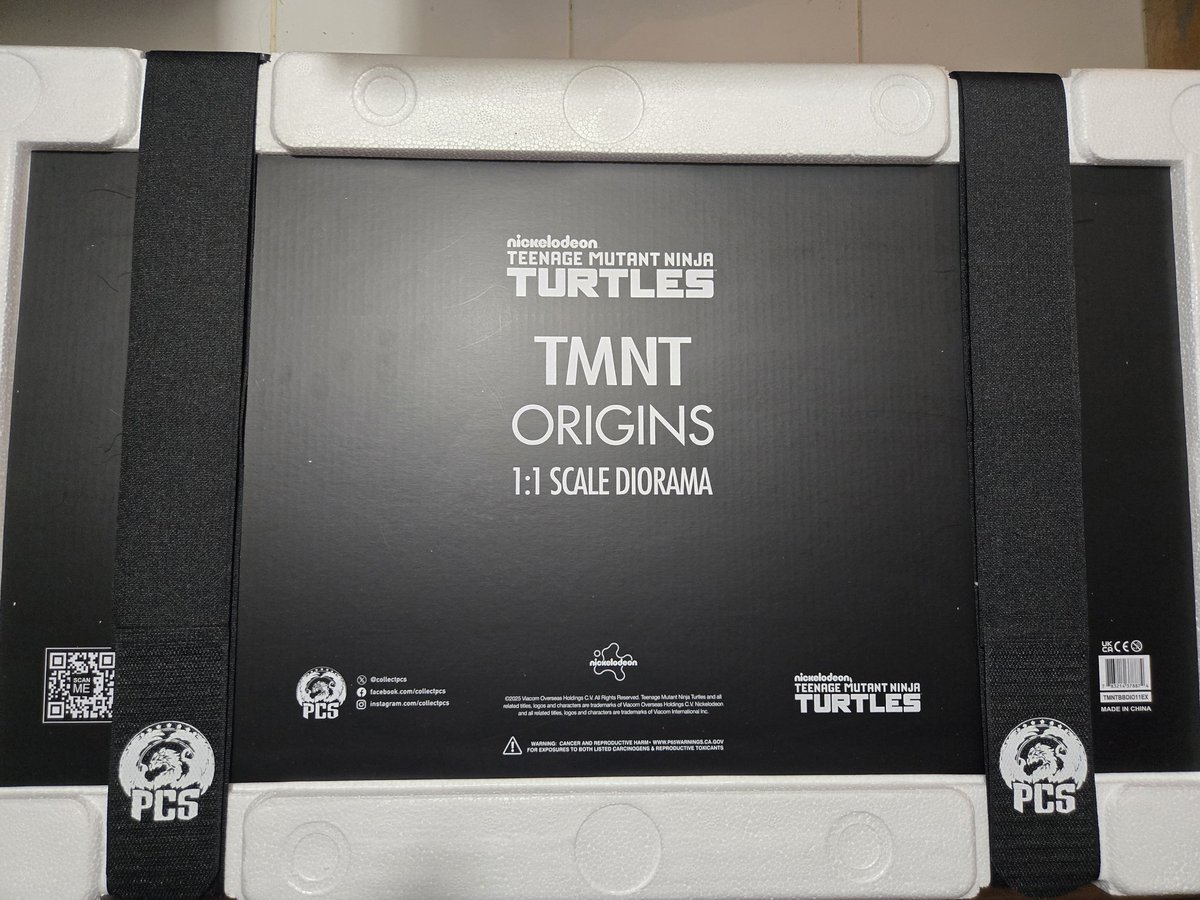 nickelodeon
TEENAGE MUTANT NINJA
TURTLES
TMNT
ORIGINS
1:1 SCALE DIORAMA
SCAN
ME
PCS
PCS
@collectpcs
facebook.com/collectpcs
instagram.com/collectpcs
nickelodeon
©2025 Viacom Overseas Holdings C.V. All Rights Reserved. Teenage Mutant Ninja Turtles and all
related titles, logos and characters are trademarks of Viacom Overseas Holdings C.V. Nickelodeon
and all related titles, logos and characters are trademarks of Viacom International Inc.
WARNING: CANCER AND REPRODUCTIVE HARM• WWW.P65WARNINGS.CA.GOV
FOR EXPOSURES TO BOTH LISTED CARCINOGENS & REPRODUCTIVE TOXICANTS
nickelodeon
TEENAGE MUTANT NINJA
TURTLES
PCS
UK
CA CE
TMNTBBDIO11EX
MADE IN CHINA